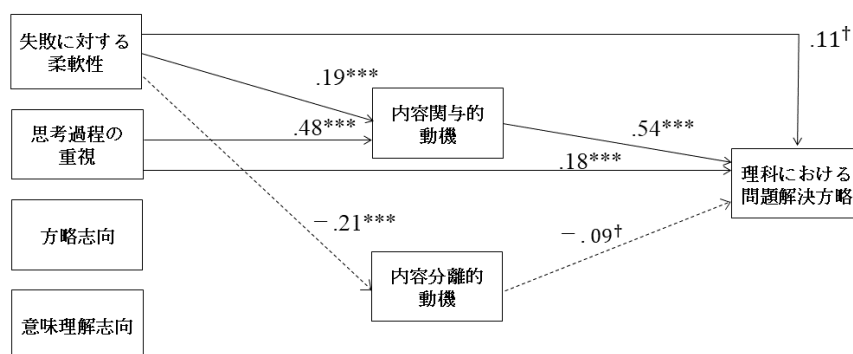 失敗に対する
柔軟性
.11†
.19***
内容関与的
動機
思考過程の
重視
.48***
.54***
.18***
理科における
問題解決方略
方略志向
－.21***
－.09†
内容分離的
動機
意味理解志向